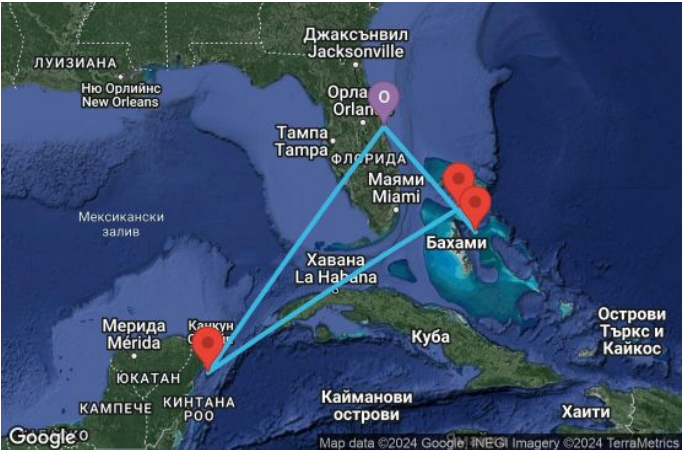 Джаксънвил
Jacksonville
ЛУИЗИАНА
Ню Орлийнс
New Orleans
O
Орла
Orlan
Тампа
Tampa
ФЛОРИДА
Маями
Miami
Мексикански
залив
Бахами
Хавана
La Habana
Мерида
Mérida
Канкун
Куба
Острови
Търкс и
Кайкос
ЮКАТАН
КАМПЕЧЕ
КИНТАНА
РОО
Кайманови
острови
Хаити
Google
Map data ©2024 Google, INEGI Imagery ©2024 TerraMetrics